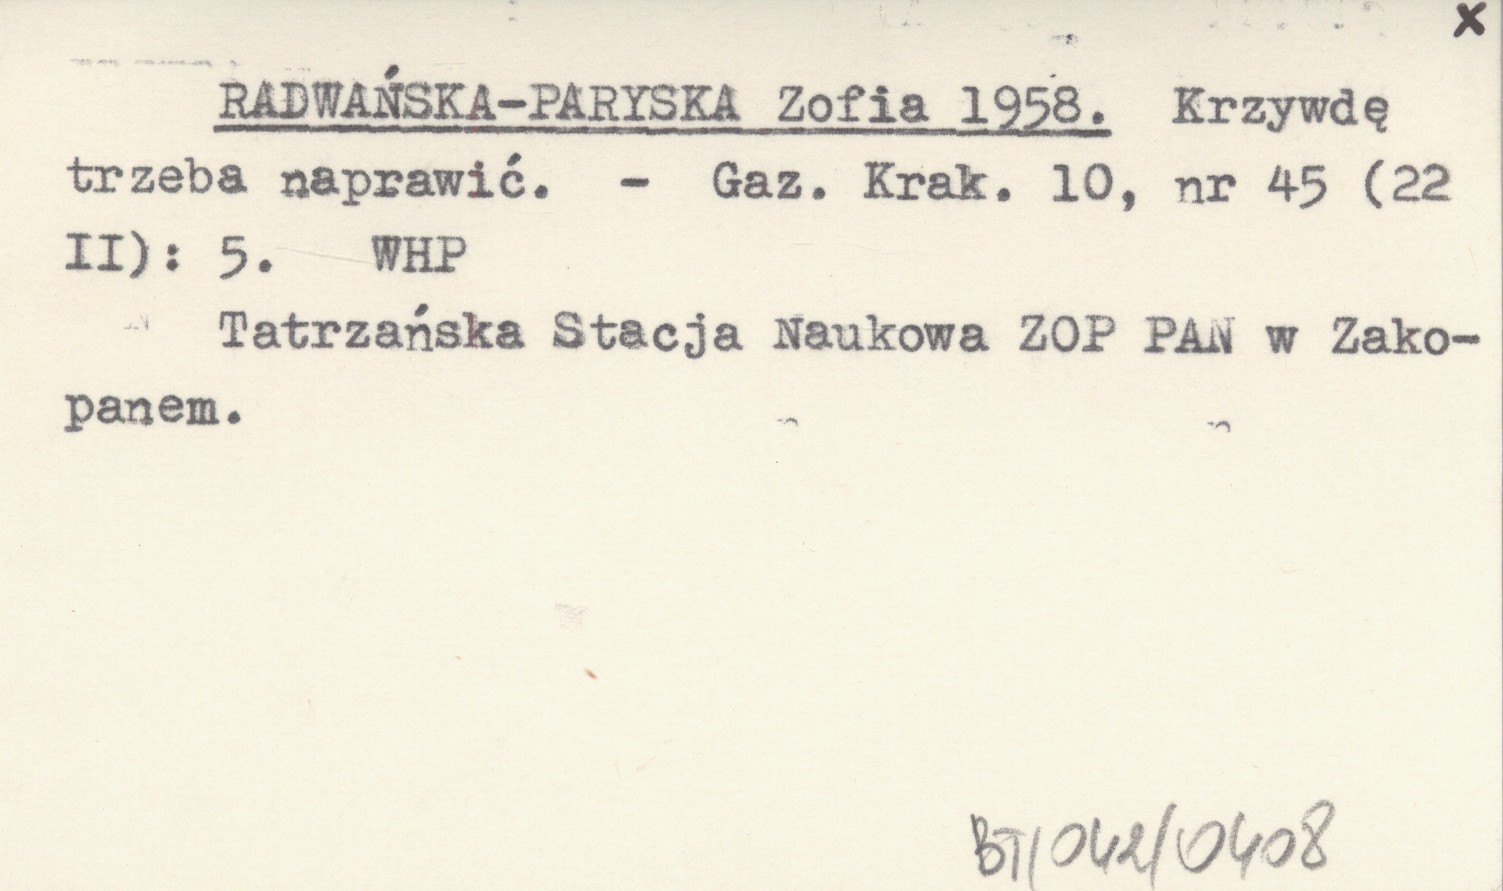 x
RADWAŃSKA-PARYSKA Zofia 1958. Krzywdę
trzeba naprawić. - Gaz. Krak. 10, nr 45 (22
II): 5. WHP
Tatrzańska Stacja Naukowa ZOP PAN w Zako-
panem.
BT/042/0408